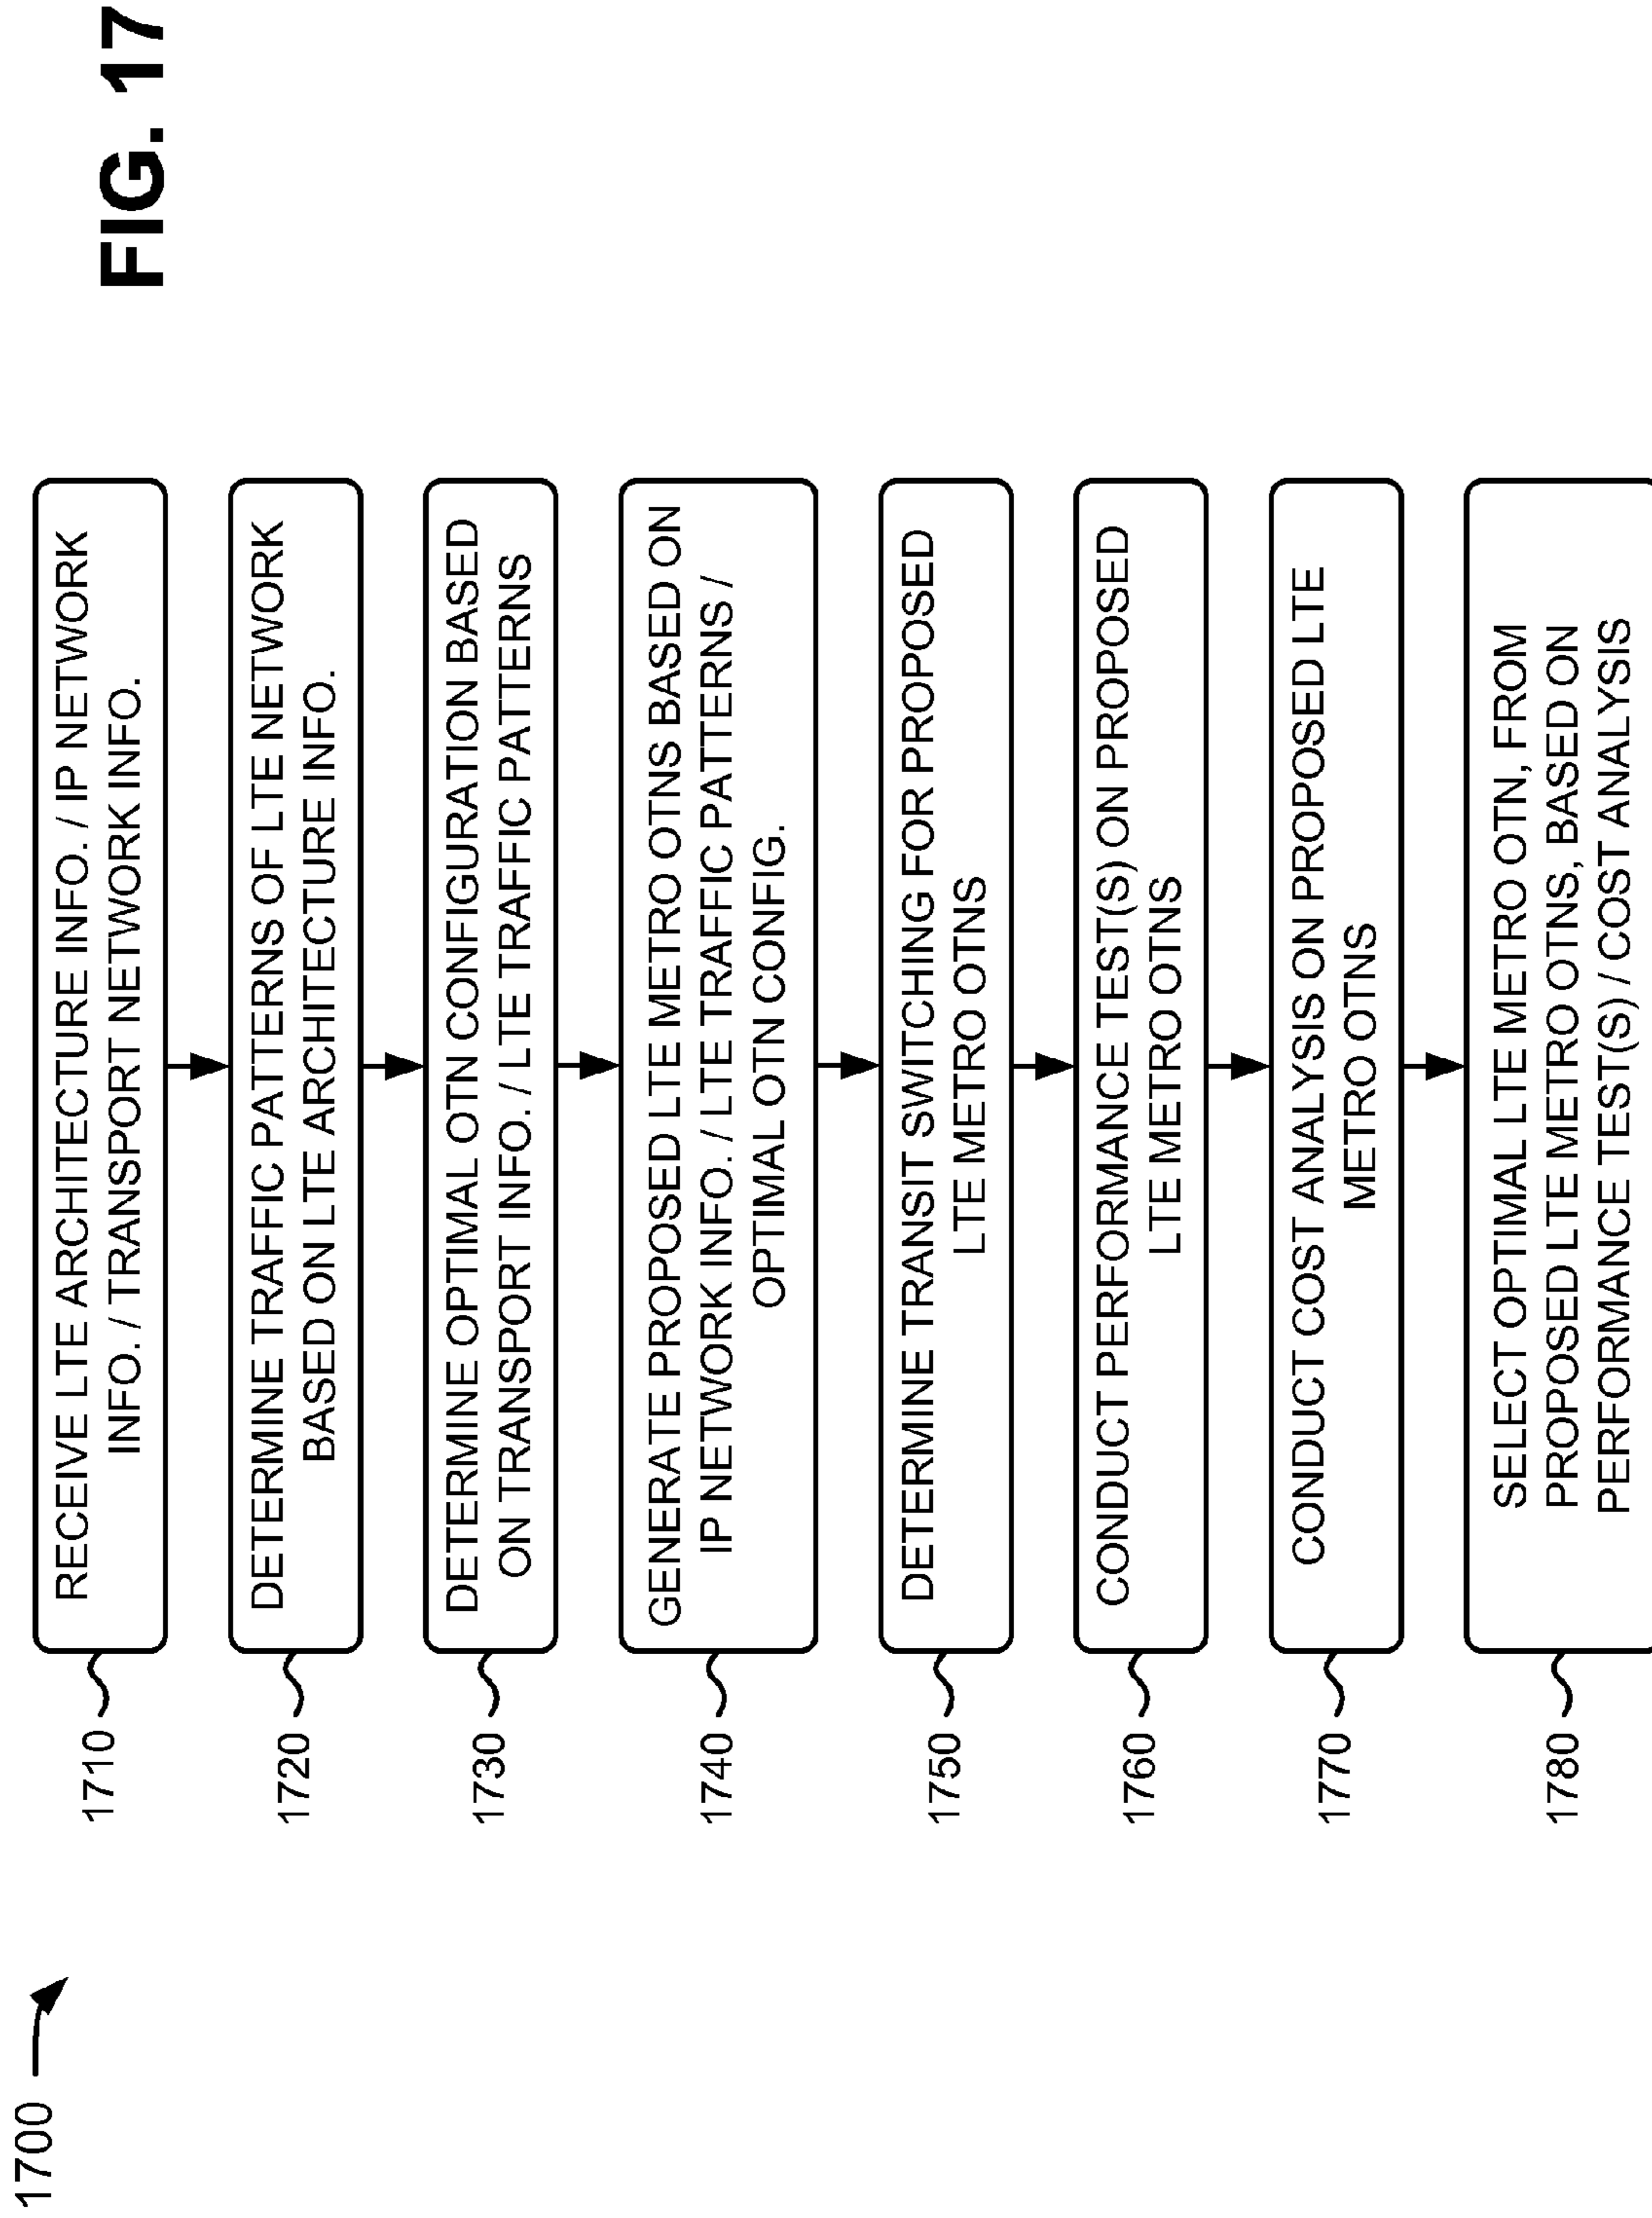 1700
1710
RECEIVE LTE ARCHITECTURE INFO. / IP NETWORK
INFO. / TRANSPORT NETWORK INFO.
1720
DETERMINE TRAFFIC PATTERNS OF LTE NETWORK
BASED ON LTE ARCHITECTURE INFO.
1730
DETERMINE OPTIMAL OTN CONFIGURATION BASED
ON TRANSPORT INFO. / LTE TRAFFIC PATTERNS
1740
GENERATE PROPOSED LTE METRO OTNS BASED ON
IP NETWORK INFO. / LTE TRAFFIC PATTERNS /
OPTIMAL OTN CONFIG.
1750
DETERMINE TRANSIT SWITCHING FOR PROPOSED
LTE METRO OTNS
1760
CONDUCT PERFORMANCE TEST(S) ON PROPOSED
LTE METRO OTNS
1770
CONDUCT COST ANALYSIS ON PROPOSED LTE
METRO OTNS
1780
SELECT OPTIMAL LTE METRO OTN, FROM
PROPOSED LTE METRO OTNS, BASED ON
PERFORMANCE TEST(S) / COST ANALYSIS
FIG. 17